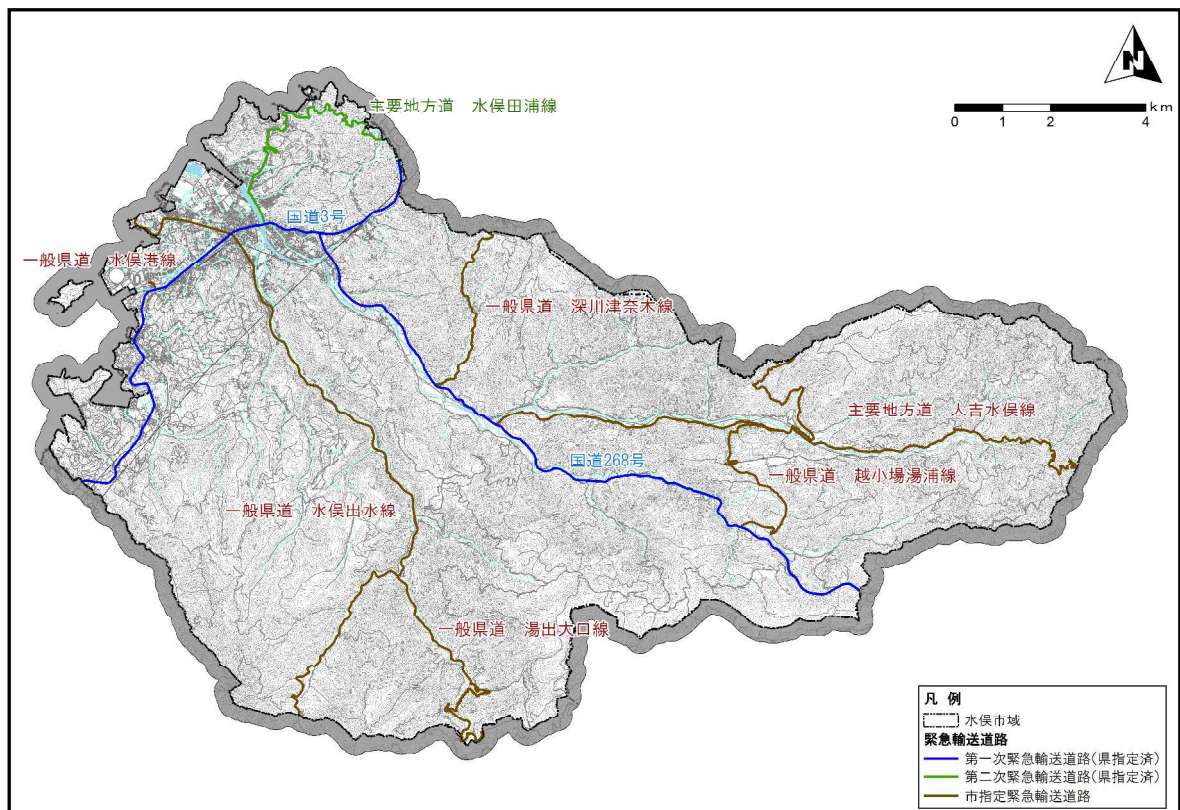 N
km
0 1 2 4
主要地方道 水俣田浦線
国道3号
一般県道 水俣港線
一般県道 深川津奈木線
主要地方道 人吉水俣線
国道268号
一般県道 越小場湯浦線
一般県道 水俣出水線
一般県道 湯出大口線
凡 例
水俣市域
緊急輸送道路
第一次緊急輸送道路(県指定済)
第二次緊急輸送道路(県指定済)
市指定緊急輸送道路